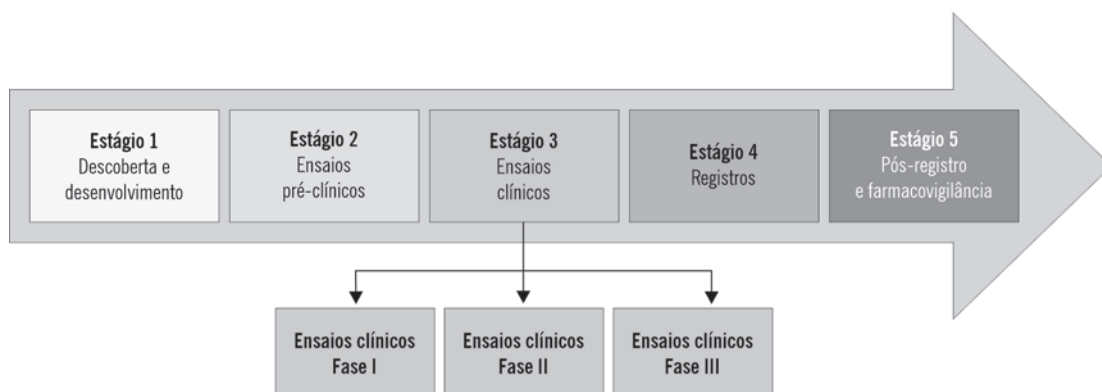 Estágio 1
Descoberta e
desenvolvimento
Estágio 2
Ensaios
pré-clínicos
Estágio 3
Ensaios
clínicos
Estágio 4
Registros
Estágio 5
Pós-registro
e farmacovigilância
Ensaios clínicos
Fase I
Ensaios clínicos
Fase II
Ensaios clínicos
Fase III